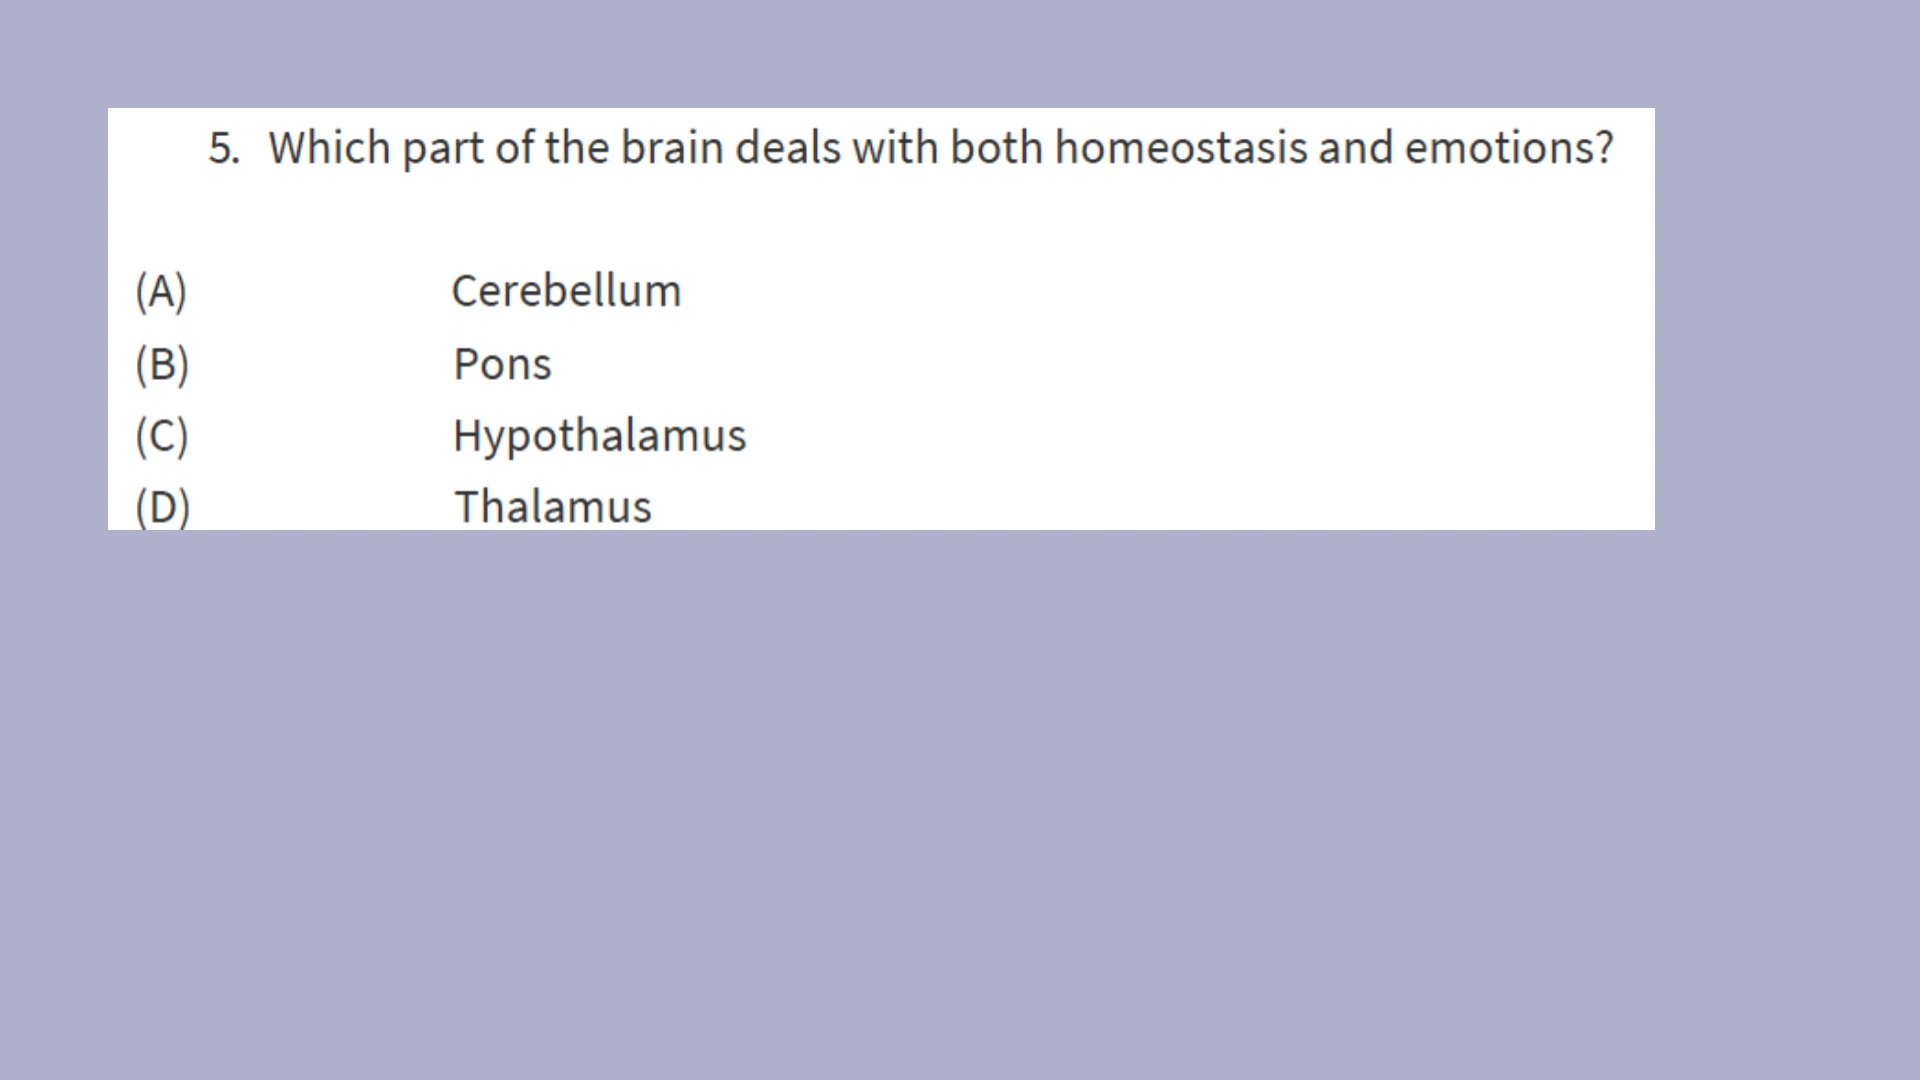 5. Which part of the brain deals with both homeostasis and emotions?
(A) Cerebellum
(B) Pons
(C) Hypothalamus
(D) Thalamus